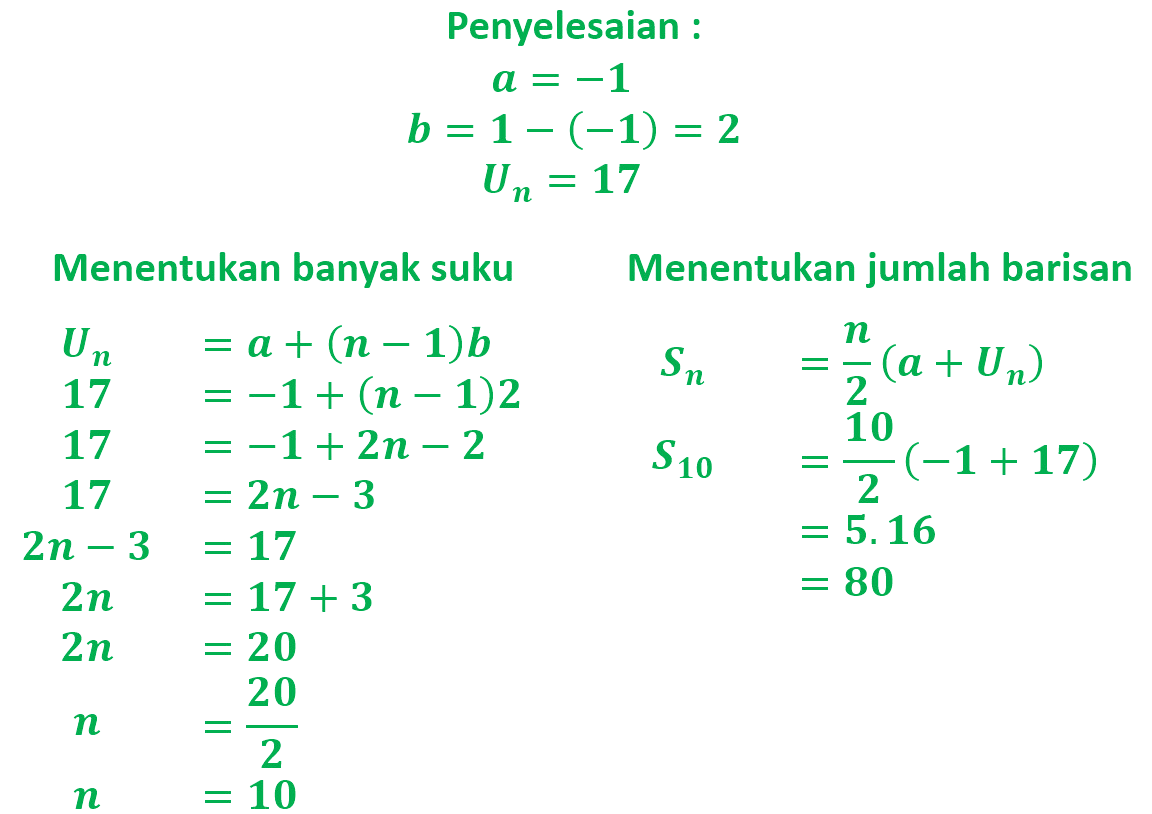 Penyelesaian :
a = −1
b = 1 − (−1) = 2
Uₙ = 17
Menentukan banyak suku
Uₙ = a + (n − 1)b
17 = −1 + (n − 1)2
17 = −1 + 2n − 2
17 = 2n − 3
2n − 3 = 17
2n = 17 + 3
2n = 20
n = 20/2
n = 10
Menentukan jumlah barisan
Sₙ = n/2 (a + Uₙ)
S₁₀ = 10/2 (−1 + 17)
= 5. 16
= 80